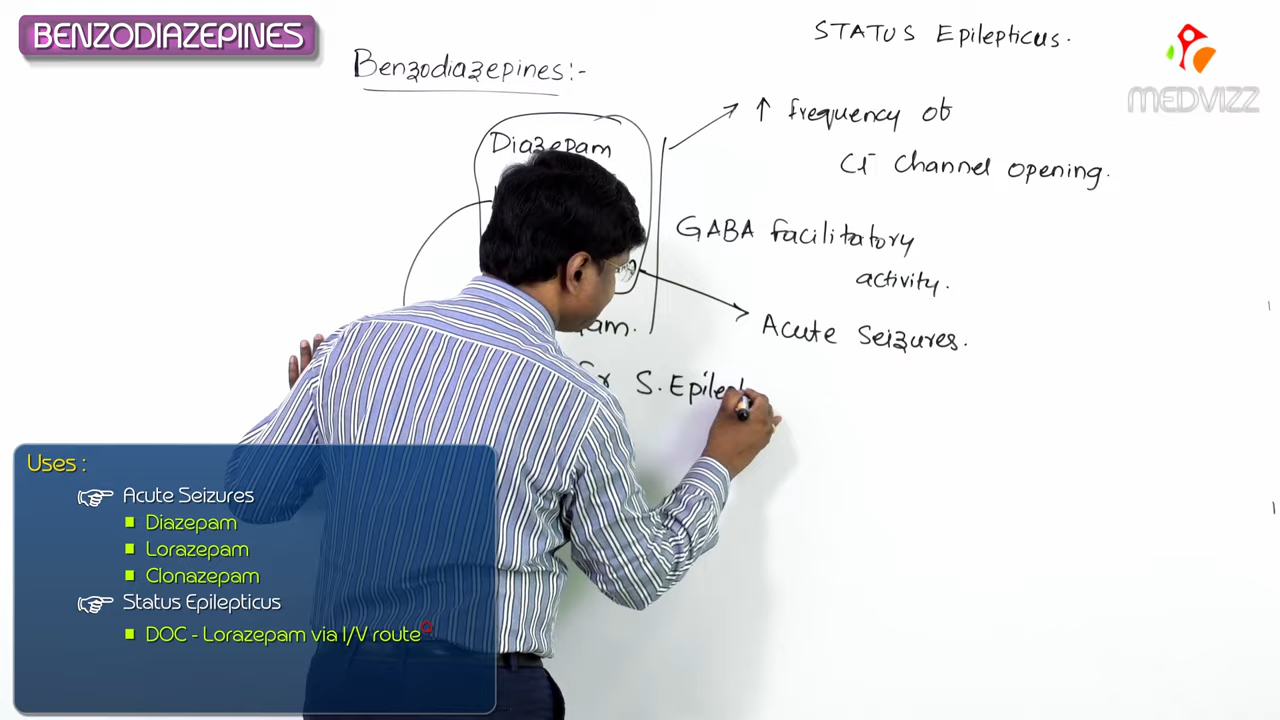 BENZODIAZEPINES
STATUS Epilepticus.
MEDVIZZ
Benzodiazepines:-
Diazepam
↑ frequency of
Cl⁻ Channel opening.
GABA facilitatory
activity.
am.
Acute Seizures.
S. Epilep
Uses :
Acute Seizures
Diazepam
Lorazepam
Clonazepam
Status Epilepticus
DOC - Lorazepam via I/V route Q